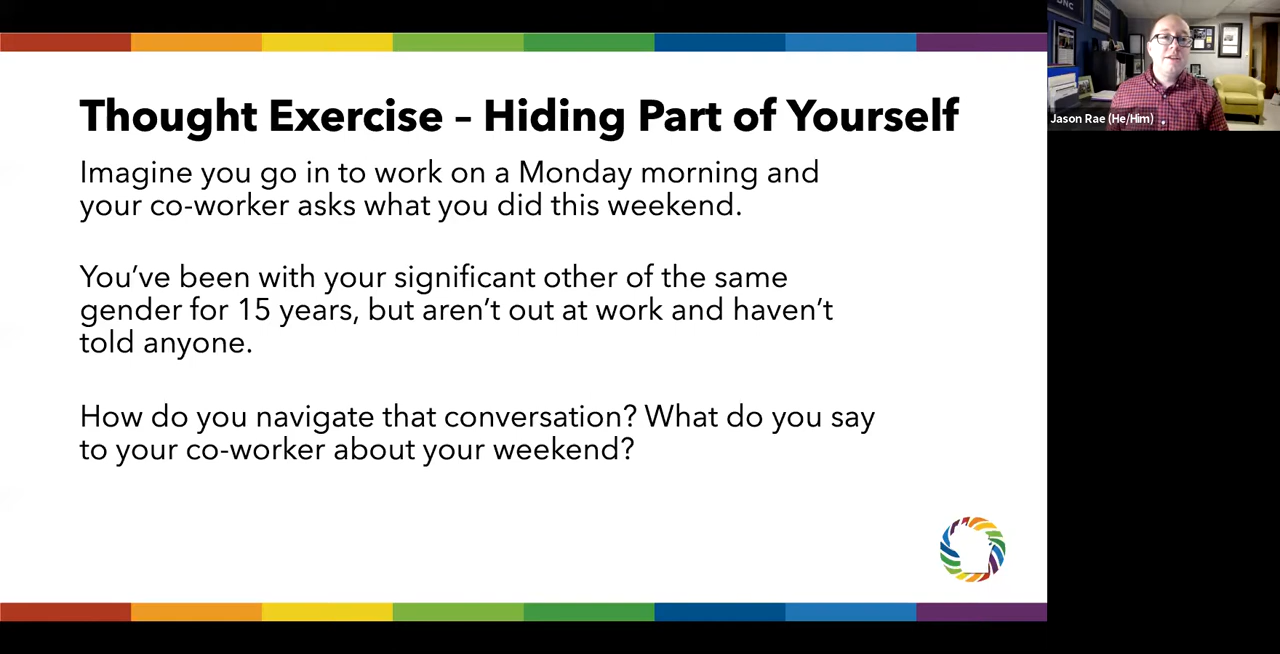 Thought Exercise – Hiding Part of Yourself
Imagine you go in to work on a Monday morning and
your co-worker asks what you did this weekend.
You’ve been with your significant other of the same
gender for 15 years, but aren’t out at work and haven’t
told anyone.
How do you navigate that conversation? What do you say
to your co-worker about your weekend?
Jason Rae (He/Him)